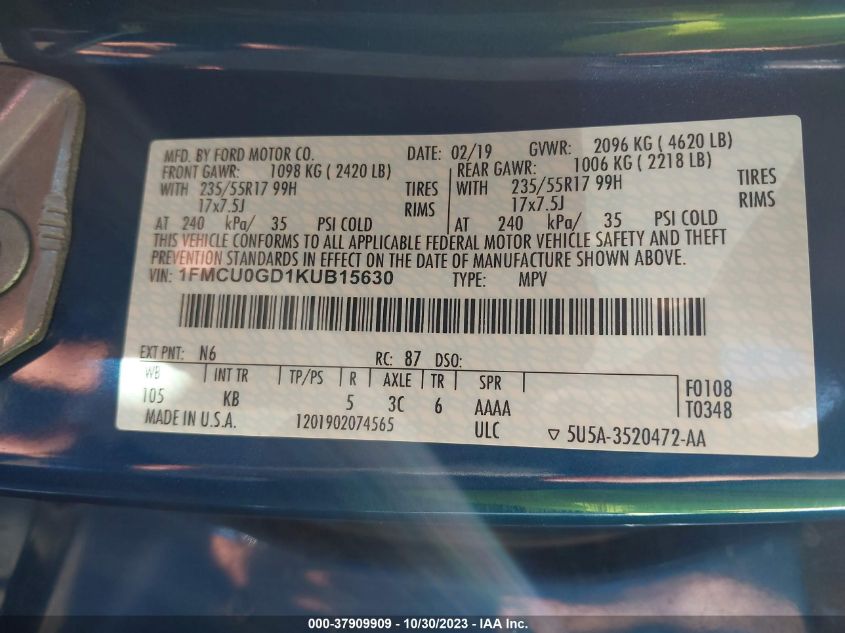 MFD. BY FORD MOTOR CO. DATE: 02/19 GVWR: 2096 KG ( 4620 LB)
FRONT GAWR: 1098 KG ( 2420 LB) REAR GAWR: 1006 KG ( 2218 LB)
WITH 235/55R17 99H TIRES WITH 235/55R17 99H TIRES
17x7.5J RIMS 17x7.5J RIMS
AT 240 kPa/ 35 PSI COLD AT 240 kPa/ 35 PSI COLD
THIS VEHICLE CONFORMS TO ALL APPLICABLE FEDERAL MOTOR VEHICLE SAFETY AND THEFT
PREVENTION STANDARDS IN EFFECT ON THE DATE OF MANUFACTURE SHOWN ABOVE.
VIN: 1FMCU0GD1KUB15630 TYPE: MPV
EXT PNT: N6 RC: 87 DSO:
WB INT TR TP/PS R AXLE TR SPR F0108
105 KB 5 3C 6 AAAA T0348
MADE IN U.S.A. 1201902074565 ULC ▽ 5U5A-3520472-AA
000-37909909 - 10/30/2023 - IAA Inc.